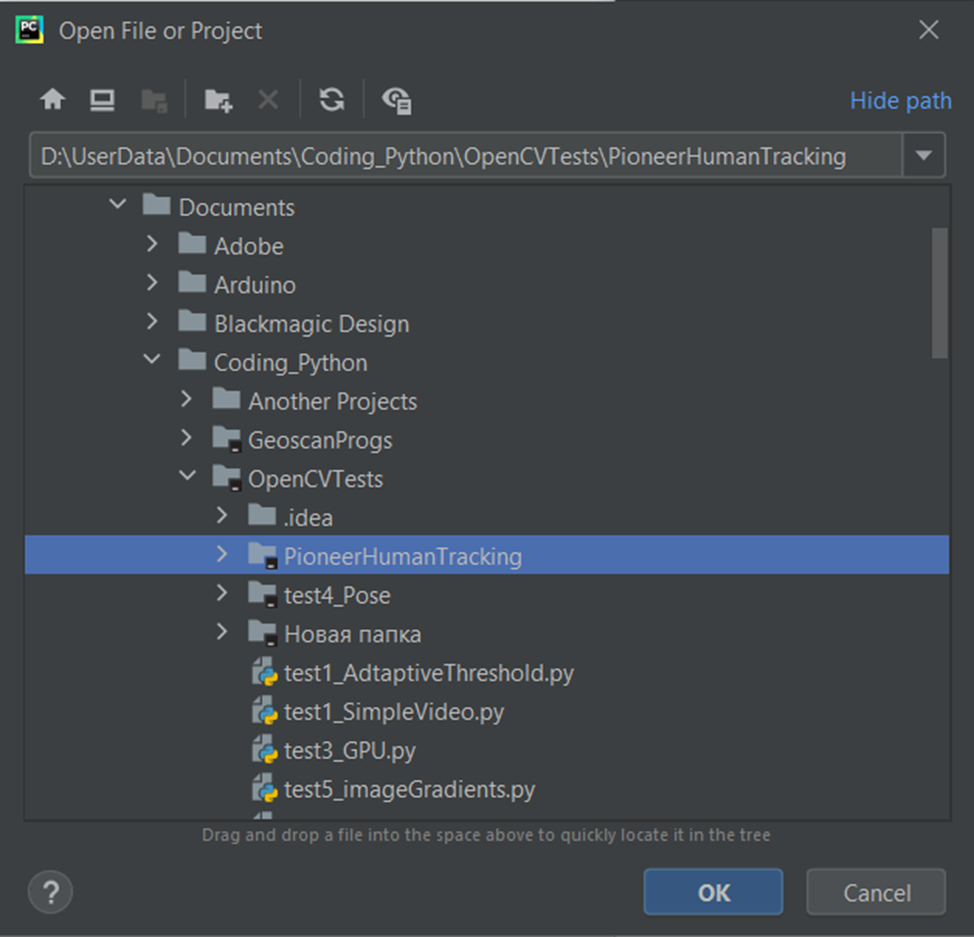 PC
Open File or Project
Hide path
D:\UserData\Documents\Coding_Python\OpenCVTests\PioneerHumanTracking
Documents
Adobe
Arduino
Blackmagic Design
Coding_Python
Another Projects
GeoscanProgs
OpenCVTests
.idea
PioneerHumanTracking
test4_Pose
Новая папка
test1_AdtaptiveThreshold.py
test1_SimpleVideo.py
test3_GPU.py
test5_imageGradients.py
Drag and drop a file into the space above to quickly locate it in the tree
?
OK
Cancel